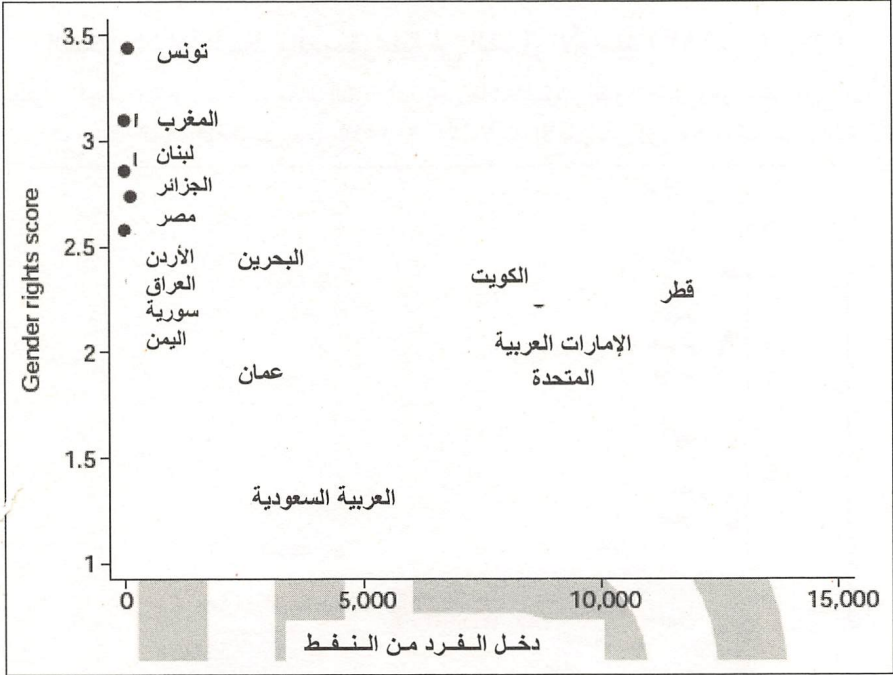 3.5
تونس
المغرب
3
لبنان
الجزائر
مصر
2.5
الأردن
البحرين
العراق
الكويت
قطر
سورية
اليمن
2
الإمارات العربية
المتحدة
عمان
1.5
العربية السعودية
1
Gender rights score
0
5,000
10,000
15,000
دخل الفرد من النفط